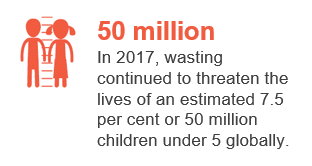 50 million
In 2017, wasting
continued to threaten the
lives of an estimated 7.5
per cent or 50 million
children under 5 globally.